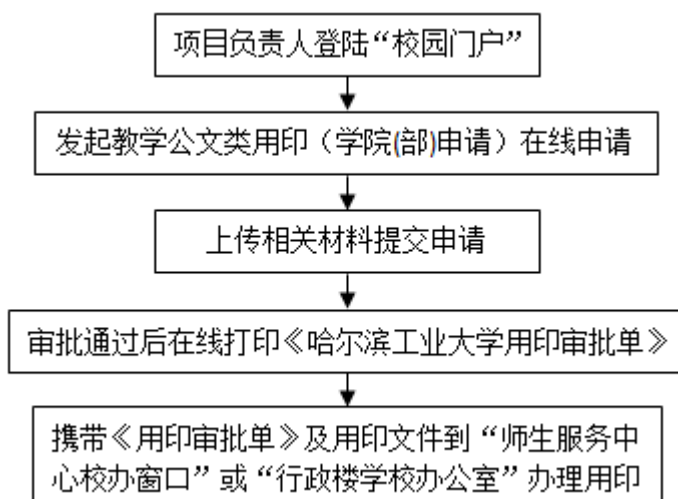 项目负责人登陆“校园门户”
发起教学公文类用印（学院(部)申请）在线申请
上传相关材料提交申请
审批通过后在线打印《哈尔滨工业大学用印审批单》
携带《用印审批单》及用印文件到“师生服务中
心校办窗口”或“行政楼学校办公室”办理用印